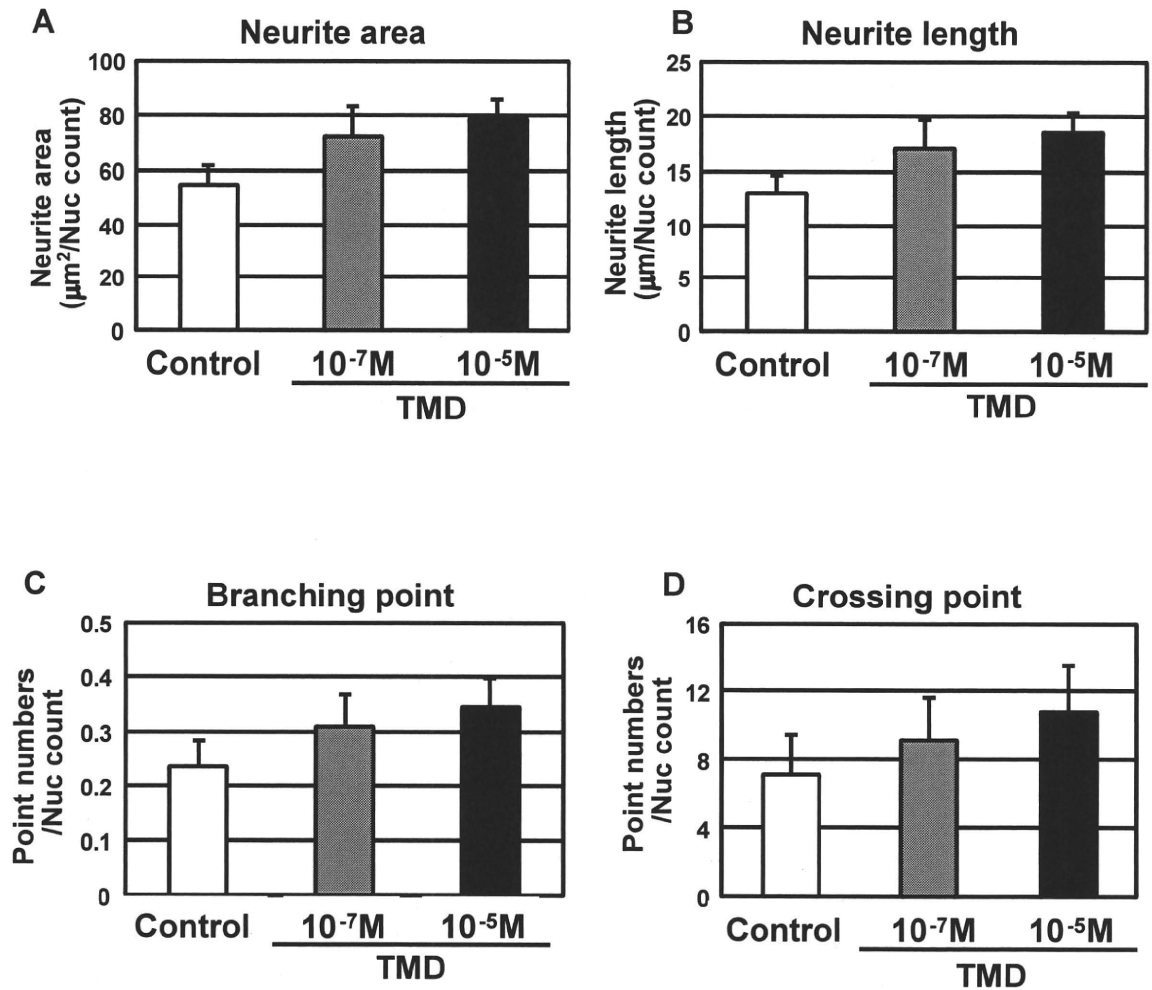 A
Neurite area
Neurite area
(μm²/Nuc count)
100
80
60
40
20
0
Control
10⁻⁷M
10⁻⁵M
TMD
B
Neurite length
Neurite length
(μm/Nuc count)
25
20
15
10
5
0
Control
10⁻⁷M
10⁻⁵M
TMD
C
Branching point
Point numbers
/Nuc count
0.5
0.4
0.3
0.2
0.1
0
Control
10⁻⁷M
10⁻⁵M
TMD
D
Crossing point
Point numbers
/Nuc count
16
12
8
4
0
Control
10⁻⁷M
10⁻⁵M
TMD